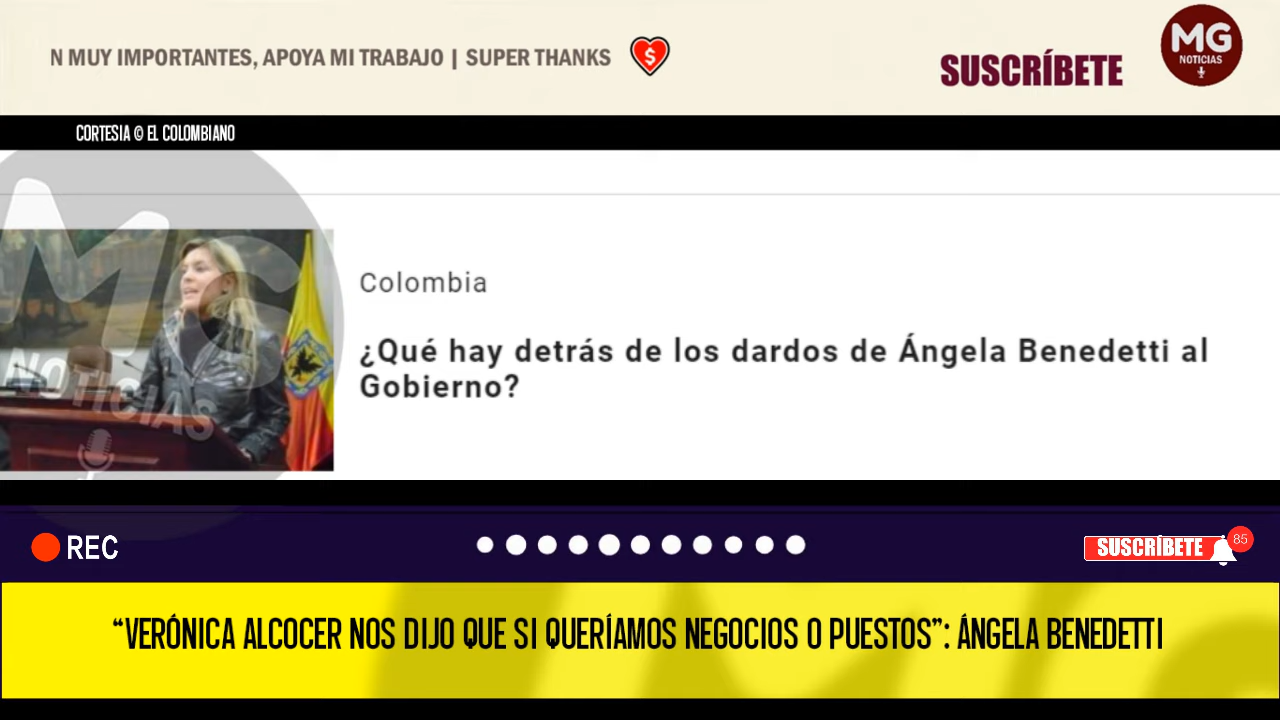 N MUY IMPORTANTES, APOYA MI TRABAJO | SUPER THANKS
$
SUSCRÍBETE
MG
NOTICIAS
CORTESIA © EL COLOMBIANO
MG
NOTICIAS
Colombia
¿Qué hay detrás de los dardos de Ángela Benedetti al
Gobierno?
REC
SUSCRÍBETE
85
“VERÓNICA ALCOCER NOS DIJO QUE SI QUERÍAMOS NEGOCIOS O PUESTOS”: ÁNGELA BENEDETTI